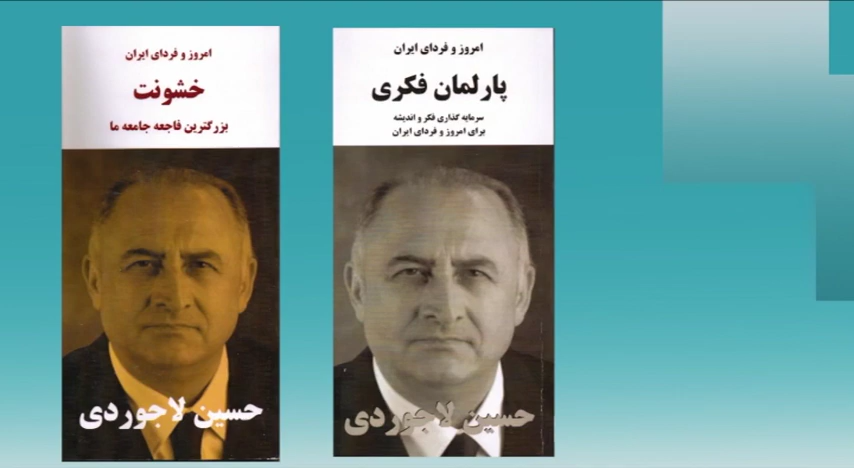 امروز و فردای ایران
خشونت
بزرگترین فاجعه جامعه ما
حسین لاجوردی
امروز و فردای ایران
پارلمان فکری
سرمایه گذاری فکر و اندیشه
برای امروز و فردای ایران
حسین لاجوردی